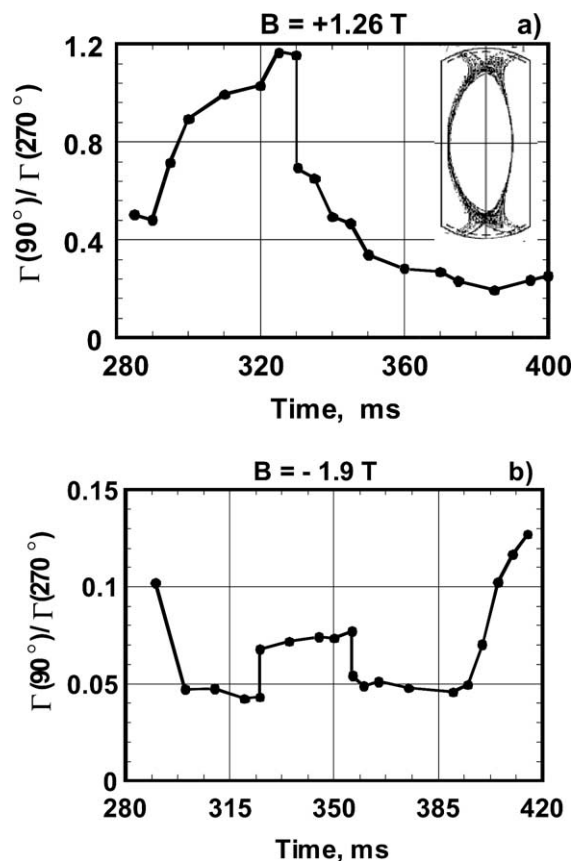 B = +1.26 T a)
1.2
0.8
0.4
0
Γ(90°)/ Γ(270°)
280 320 360 400
Time, ms
B = - 1.9 T b)
0.15
0.1
0.05
0
Γ(90°)/ Γ(270°)
280 315 350 385 420
Time, ms